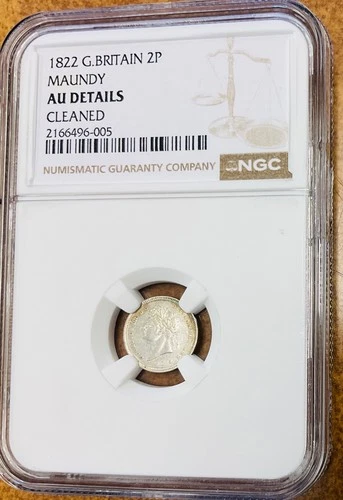 1822 G.BRITAIN 2P
MAUNDY
AU DETAILS
CLEANED
2166496-005
NUMISMATIC GUARANTY COMPANY
NGC